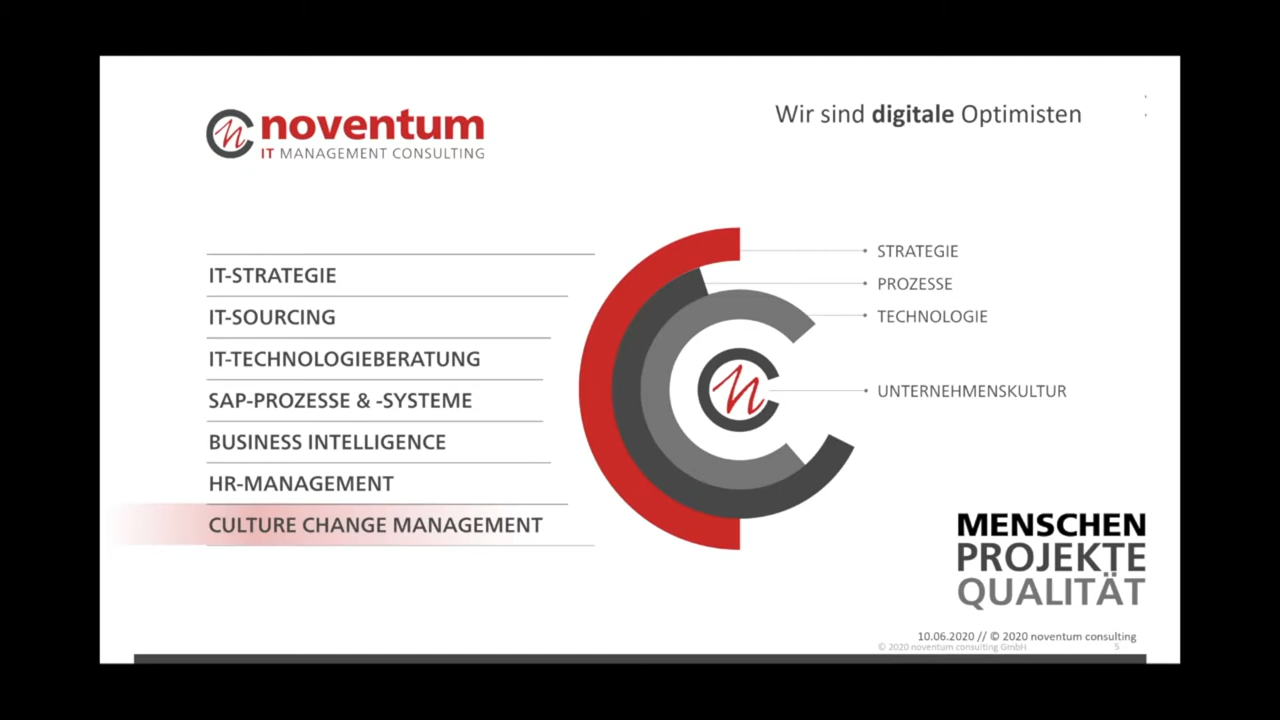 noventum
IT MANAGEMENT CONSULTING
Wir sind digitale Optimisten
IT-STRATEGIE
IT-SOURCING
IT-TECHNOLOGIEBERATUNG
SAP-PROZESSE & -SYSTEME
BUSINESS INTELLIGENCE
HR-MANAGEMENT
CULTURE CHANGE MANAGEMENT
STRATEGIE
PROZESSE
TECHNOLOGIE
UNTERNEHMENSKULTUR
MENSCHEN
PROJEKTE
QUALITÄT
10.06.2020 // © 2020 noventum consulting
© 2020 noventum consulting GmbH 5